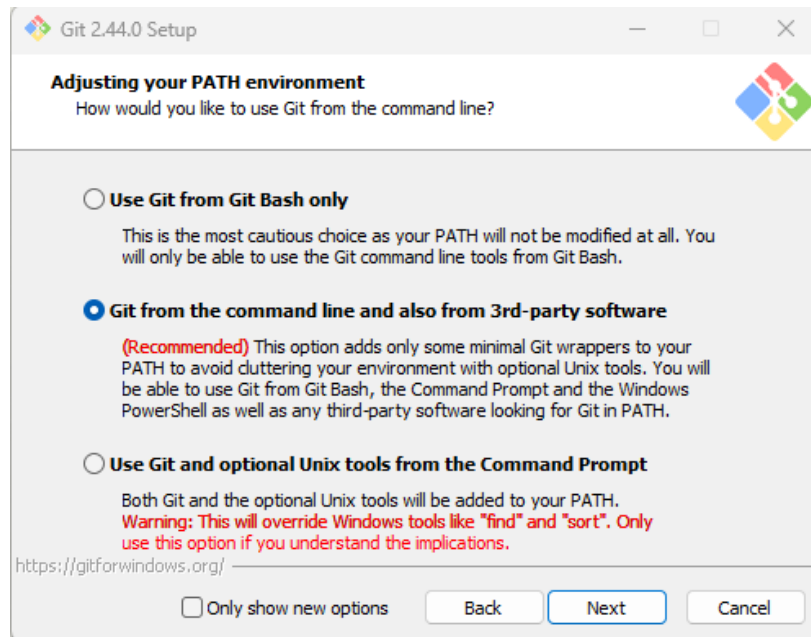 Git 2.44.0 Setup
Adjusting your PATH environment
How would you like to use Git from the command line?
Use Git from Git Bash only
This is the most cautious choice as your PATH will not be modified at all. You
will only be able to use the Git command line tools from Git Bash.
Git from the command line and also from 3rd-party software
(Recommended) This option adds only some minimal Git wrappers to your
PATH to avoid cluttering your environment with optional Unix tools. You will
be able to use Git from Git Bash, the Command Prompt and the Windows
PowerShell as well as any third-party software looking for Git in PATH.
Use Git and optional Unix tools from the Command Prompt
Both Git and the optional Unix tools will be added to your PATH.
Warning: This will override Windows tools like "find" and "sort". Only
use this option if you understand the implications.
https://gitforwindows.org/
Only show new options
Back
Next
Cancel